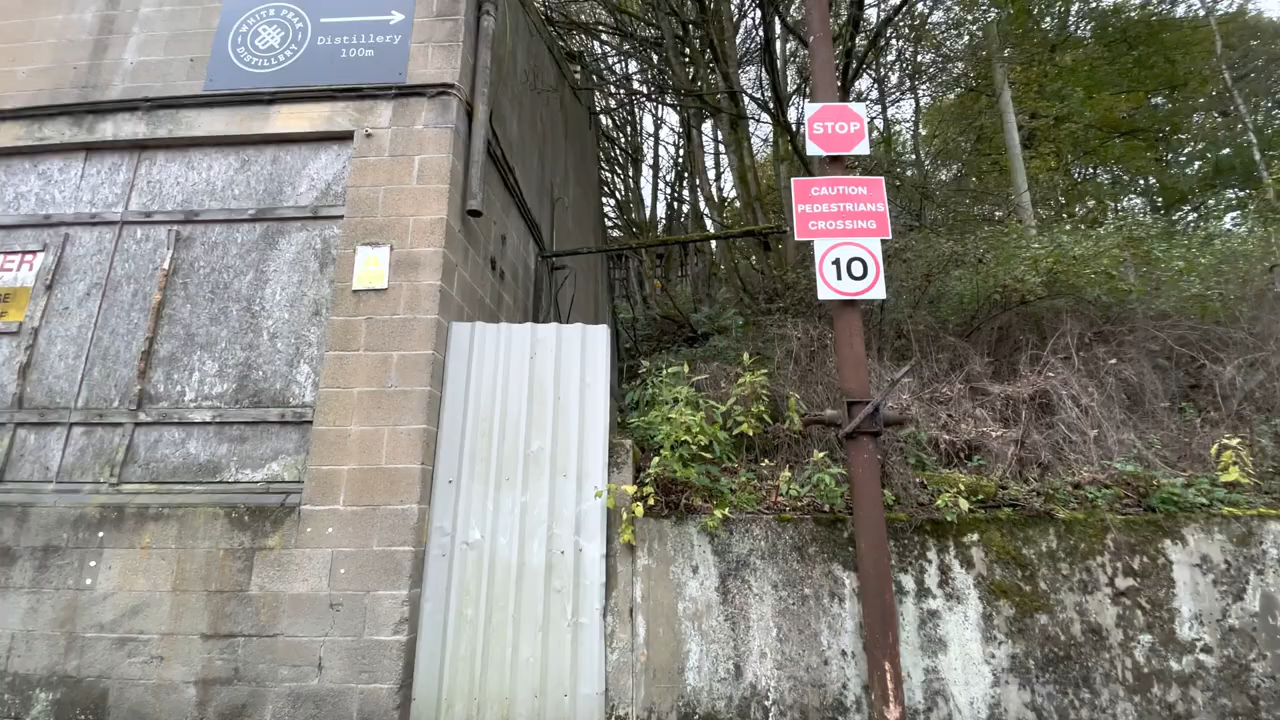 WHITE PEAK
DISTILLERY
Distillery
100m
STOP
CAUTION
PEDESTRIANS
CROSSING
10
ER